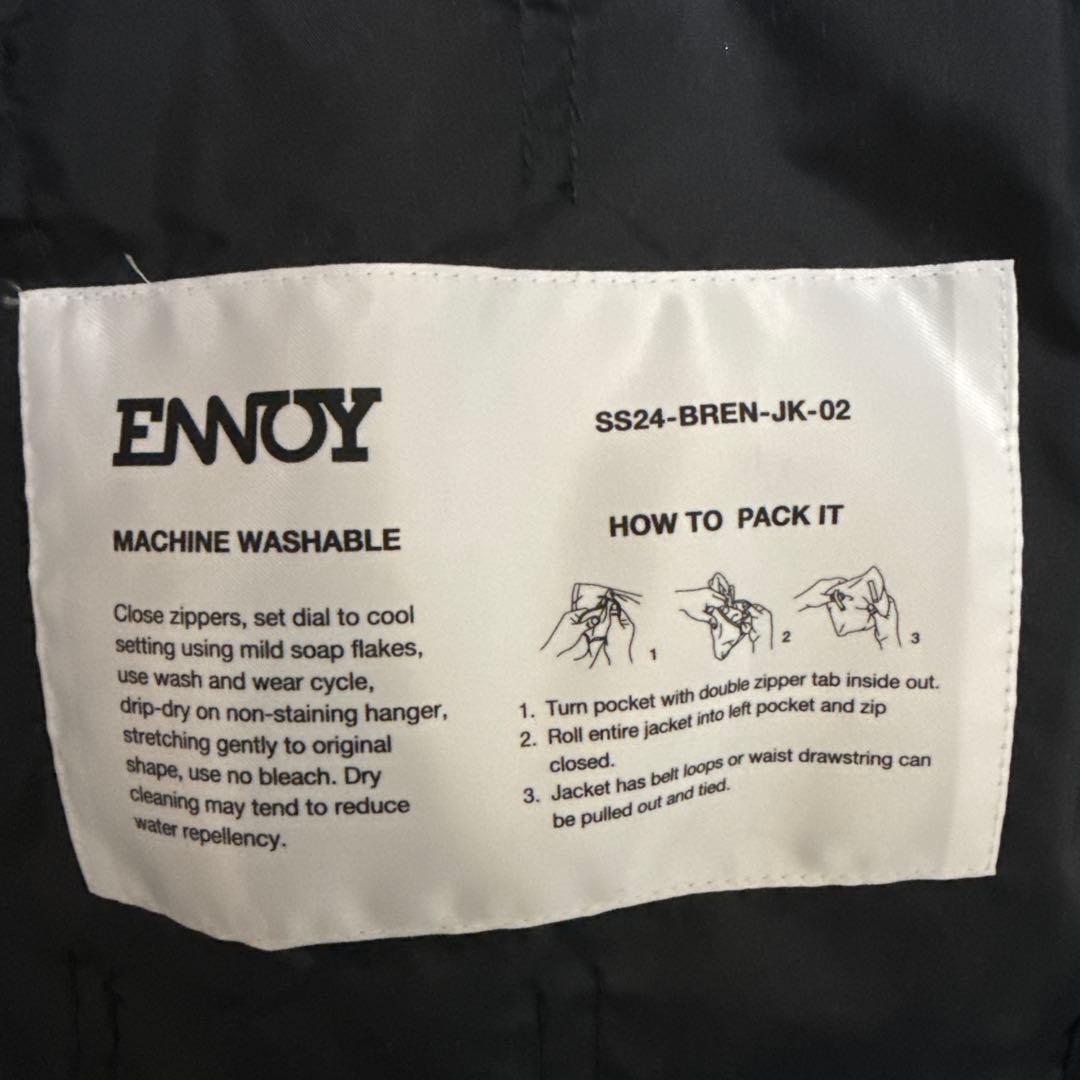 ENNOY
MACHINE WASHABLE
Close zippers, set dial to cool
setting using mild soap flakes,
use wash and wear cycle,
drip-dry on non-staining hanger,
stretching gently to original
shape, use no bleach. Dry
cleaning may tend to reduce
water repellency.
SS24-BREN-JK-02
HOW TO PACK IT
1 2 3
1. Turn pocket with double zipper tab inside out.
2. Roll entire jacket into left pocket and zip
closed.
3. Jacket has belt loops or waist drawstring can
be pulled out and tied.